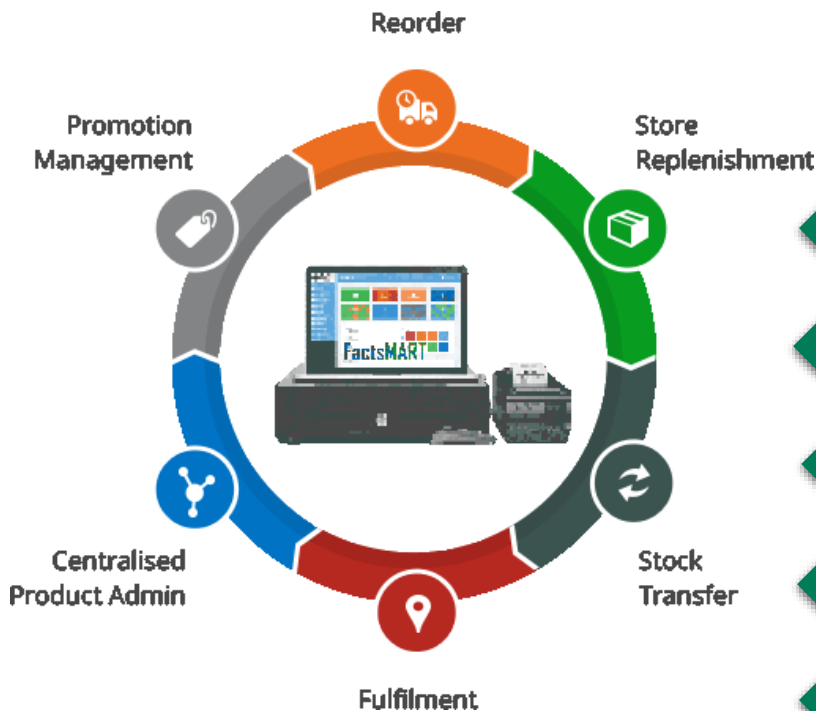 Reorder
Promotion
Management
Store
Replenishment
FactsMART
Centralised
Product Admin
Stock
Transfer
Fulfilment